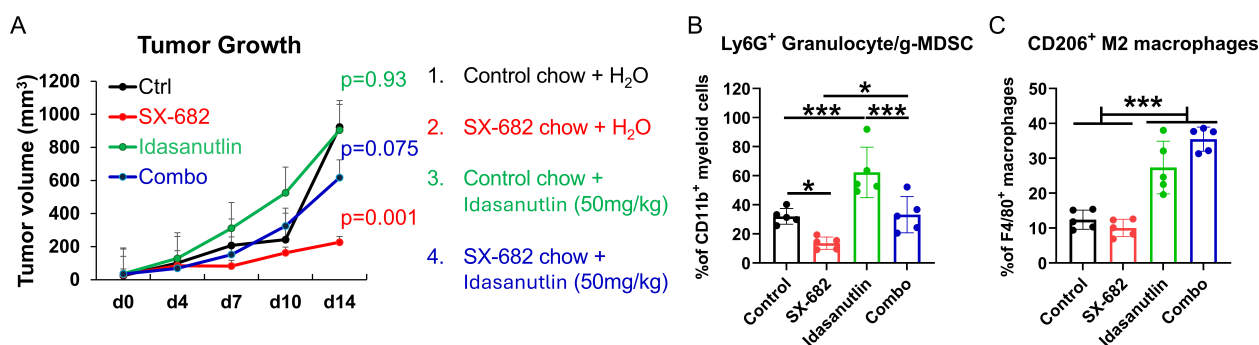 A
Tumor Growth
Tumor volume (mm³)
1200
1000
800
600
400
200
0
d0 d4 d7 d10 d14
Ctrl
SX-682
Idasanutlin
Combo
p=0.93
p=0.075
p=0.001
1. Control chow + H₂O
2. SX-682 chow + H₂O
3. Control chow +
Idasanutlin (50mg/kg)
4. SX-682 chow +
Idasanutlin (50mg/kg)
B
Ly6G⁺ Granulocyte/g-MDSC
%of CD11b⁺ myeloid cells
120
100
80
60
40
20
0
*
*** ***
*
Control
SX-682
Idasanutlin
Combo
C
CD206⁺ M2 macrophages
%of F4/80⁺ macrophages
50
40
30
20
10
0
***
Control
SX-682
Idasanutlin
Combo